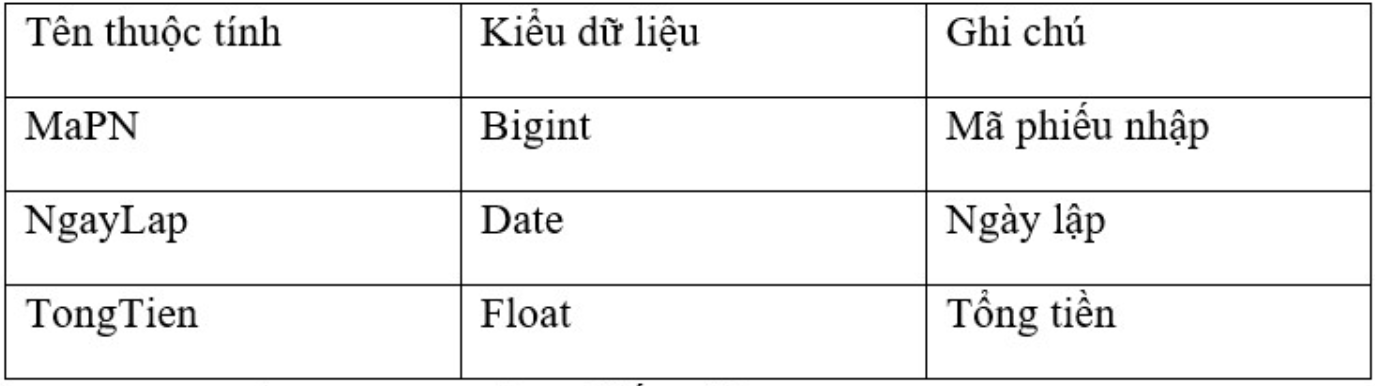 Tên thuộc tính Kiểu dữ liệu Ghi chú
MaPN Bigint Mã phiếu nhập
NgayLap Date Ngày lập
TongTien Float Tổng tiền